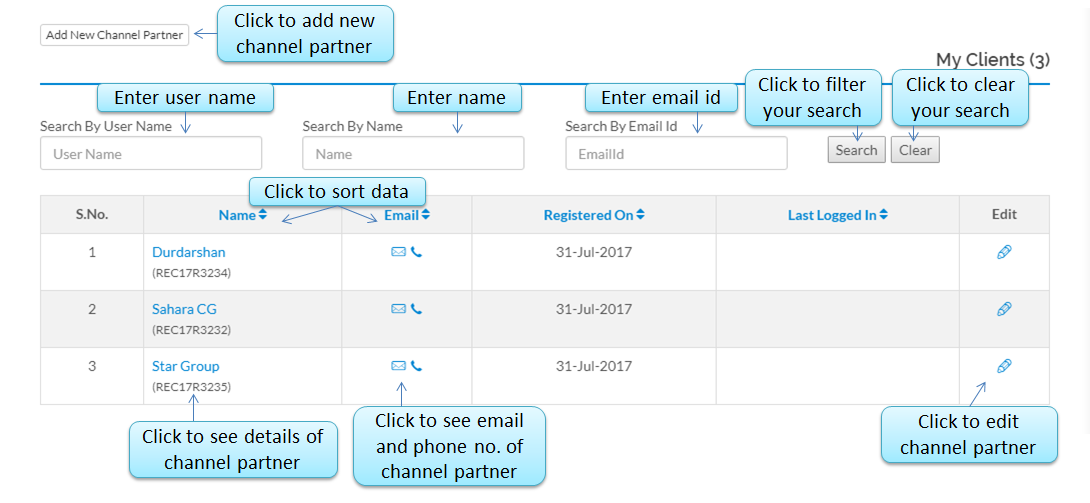 Add New Channel Partner
Click to add new
channel partner
My Clients (3)
Enter user name
Enter name
Enter email id
Click to filter
your search
Click to clear
your search
Search By User Name
Search By Name
Search By Email Id
User Name
Name
EmailId
Search
Clear
Click to sort data
S.No.
Name
Email
Registered On
Last Logged In
Edit
1
Durdarshan
31-Jul-2017
(REC17R3234)
2
Sahara CG
31-Jul-2017
(REC17R3232)
3
Star Group
31-Jul-2017
(REC17R3235)
Click to see details of
channel partner
Click to see email
and phone no. of
channel partner
Click to edit
channel partner